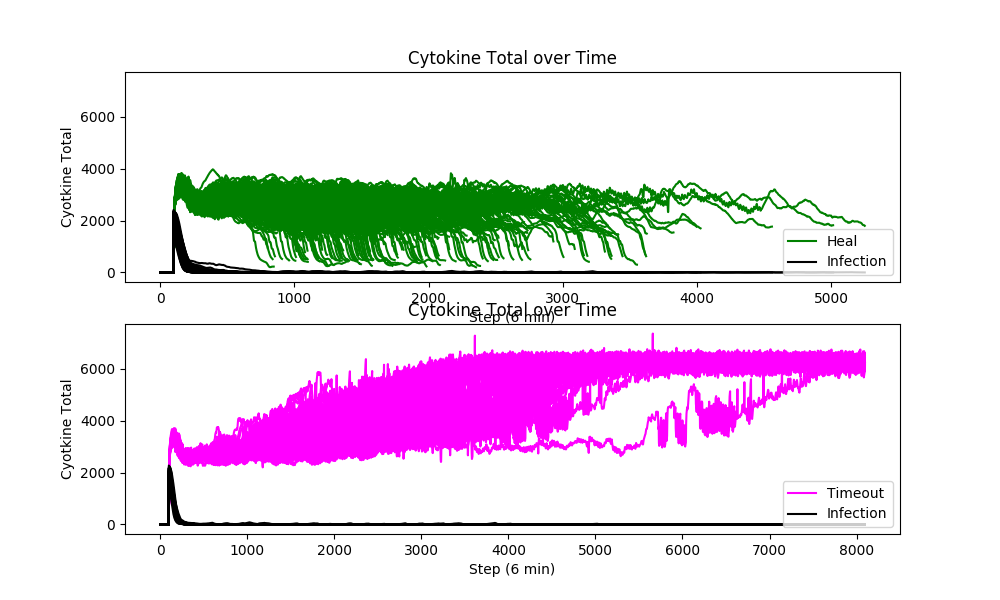 Cytokine Total over Time
6000
4000
2000
0
Cyotkine Total
Heal
Infection
0 1000 2000 3000 4000 5000
Step (6 min)
Cytokine Total over Time
6000
4000
2000
0
Cyotkine Total
Timeout
Infection
0 1000 2000 3000 4000 5000 6000 7000 8000
Step (6 min)